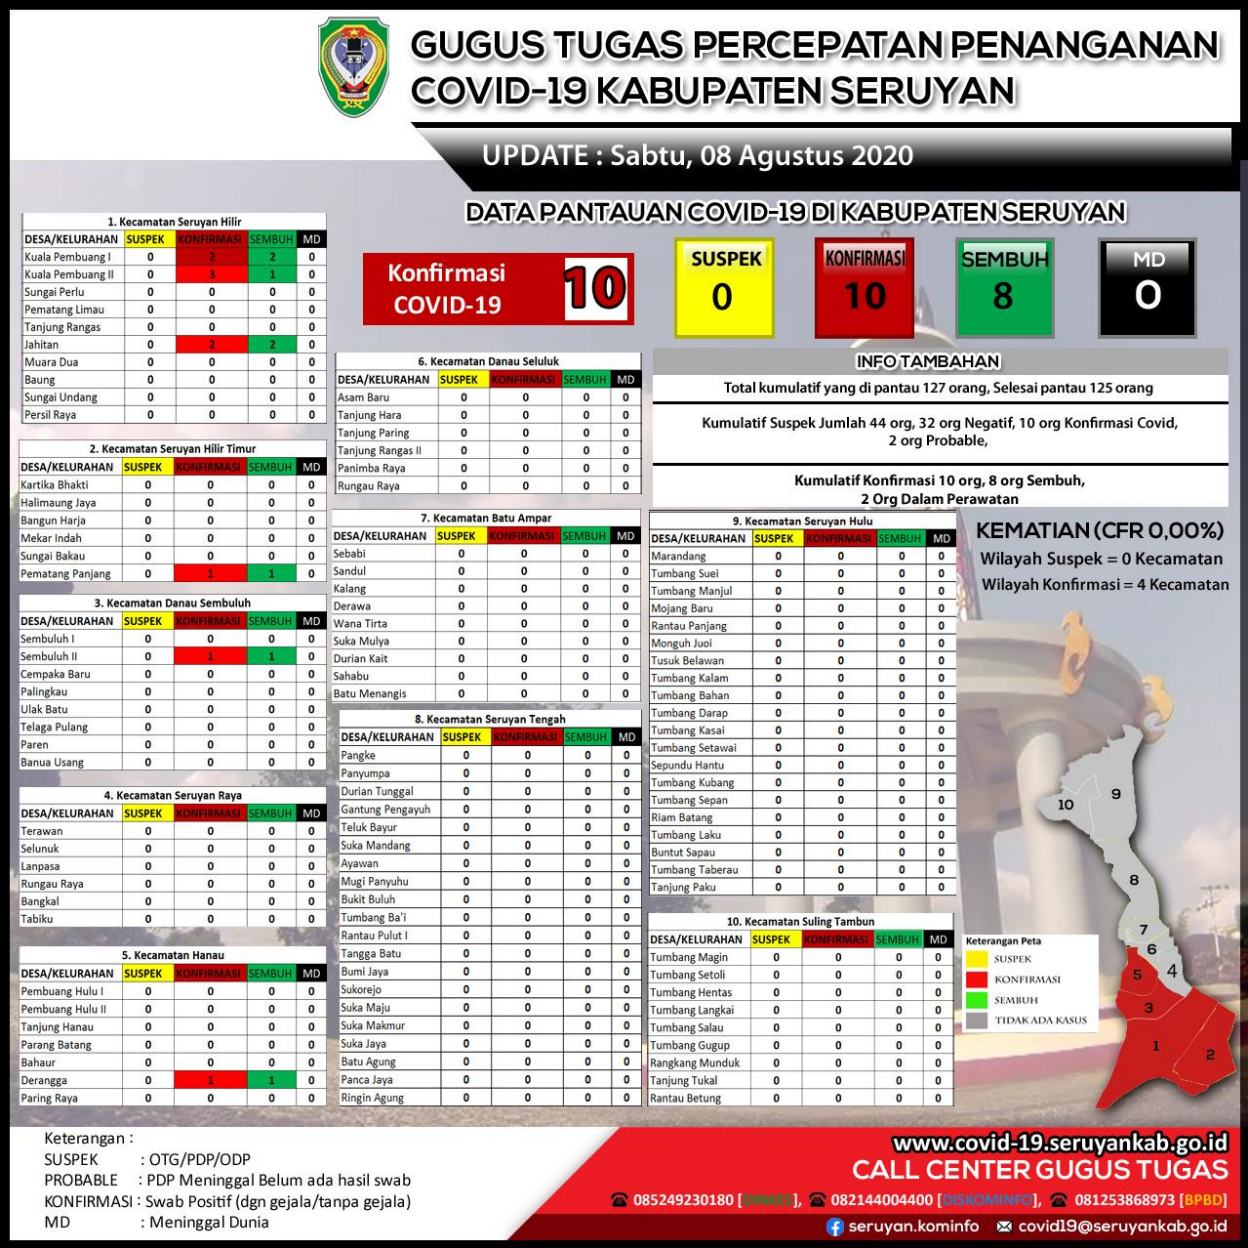 GUGUS TUGAS PERCEPATAN PENANGANAN
COVID-19 KABUPATEN SERUYAN
UPDATE : Sabtu, 08 Agustus 2020
DATA PANTAUAN COVID-19 DI KABUPATEN SERUYAN
Konfirmasi
COVID-19
10
SUSPEK
0
KONFIRMASI
10
SEMBUH
8
MD
0
INFO TAMBAHAN
Total kumulatif yang di pantau 127 orang, Selesai pantau 125 orang
Kumulatif Suspek Jumlah 44 org, 32 org Negatif, 10 org Konfirmasi Covid,
2 org Probable,
Kumulatif Konfirmasi 10 org, 8 org Sembuh,
2 Org Dalam Perawatan
KEMATIAN (CFR 0,00%)
Wilayah Suspek = 0 Kecamatan
Wilayah Konfirmasi = 4 Kecamatan
1. Kecamatan Seruyan Hilir
DESA/KELURAHAN SUSPEK KONFIRMASI SEMBUH MD
Kuala Pembuang I 0 2 2 0
Kuala Pembuang II 0 3 1 0
Sungai Perlu 0 0 0 0
Pematang Limau 0 0 0 0
Tanjung Rangas 0 0 0 0
Jahitan 0 2 2 0
Muara Dua 0 0 0 0
Baung 0 0 0 0
Sungai Undang 0 0 0 0
Persil Raya 0 0 0 0
2. Kecamatan Seruyan Hilir Timur
DESA/KELURAHAN SUSPEK KONFIRMASI SEMBUH MD
Kartika Bhakti 0 0 0 0
Halimaung Jaya 0 0 0 0
Bangun Harja 0 0 0 0
Mekar Indah 0 0 0 0
Sungai Bakau 0 0 0 0
Pematang Panjang 0 1 1 0
3. Kecamatan Danau Sembuluh
DESA/KELURAHAN SUSPEK KONFIRMASI SEMBUH MD
Sembuluh I 0 0 0 0
Sembuluh II 0 1 1 0
Cempaka Baru 0 0 0 0
Palingkau 0 0 0 0
Ulak Batu 0 0 0 0
Telaga Pulang 0 0 0 0
Paren 0 0 0 0
Banua Usang 0 0 0 0
4. Kecamatan Seruyan Raya
DESA/KELURAHAN SUSPEK KONFIRMASI SEMBUH MD
Terawan 0 0 0 0
Selunuk 0 0 0 0
Lanpasa 0 0 0 0
Rungau Raya 0 0 0 0
Bangkal 0 0 0 0
Tabiku 0 0 0 0
5. Kecamatan Hanau
DESA/KELURAHAN SUSPEK KONFIRMASI SEMBUH MD
Pembuang Hulu I 0 0 0 0
Pembuang Hulu II 0 0 0 0
Tanjung Hanau 0 0 0 0
Parang Batang 0 0 0 0
Bahaur 0 0 0 0
Derangga 0 1 1 0
Paring Raya 0 0 0 0
6. Kecamatan Danau Seluluk
DESA/KELURAHAN SUSPEK KONFIRMASI SEMBUH MD
Asam Baru 0 0 0 0
Tanjung Hara 0 0 0 0
Tanjung Paring 0 0 0 0
Tanjung Rangas II 0 0 0 0
Panimba Raya 0 0 0 0
Rungau Raya 0 0 0 0
7. Kecamatan Batu Ampar
DESA/KELURAHAN SUSPEK KONFIRMASI SEMBUH MD
Sebabi 0 0 0 0
Sandul 0 0 0 0
Kalang 0 0 0 0
Derawa 0 0 0 0
Wana Tirta 0 0 0 0
Suka Mulya 0 0 0 0
Durian Kait 0 0 0 0
Sahabu 0 0 0 0
Batu Menangis 0 0 0 0
8. Kecamatan Seruyan Tengah
DESA/KELURAHAN SUSPEK KONFIRMASI SEMBUH MD
Pangke 0 0 0 0
Panyumpa 0 0 0 0
Durian Tunggal 0 0 0 0
Gantung Pengayuh 0 0 0 0
Teluk Bayur 0 0 0 0
Suka Mandang 0 0 0 0
Ayawan 0 0 0 0
Mugi Panyuhu 0 0 0 0
Bukit Buluh 0 0 0 0
Tumbang Ba'i 0 0 0 0
Rantau Pulut I 0 0 0 0
Tangga Batu 0 0 0 0
Bumi Jaya 0 0 0 0
Sukorejo 0 0 0 0
Suka Maju 0 0 0 0
Suka Makmur 0 0 0 0
Suka Jaya 0 0 0 0
Batu Agung 0 0 0 0
Panca Jaya 0 0 0 0
Ringin Agung 0 0 0 0
9. Kecamatan Seruyan Hulu
DESA/KELURAHAN SUSPEK KONFIRMASI SEMBUH MD
Marandang 0 0 0 0
Tumbang Suei 0 0 0 0
Tumbang Manjul 0 0 0 0
Mojang Baru 0 0 0 0
Rantau Panjang 0 0 0 0
Monguh Juoi 0 0 0 0
Tusuk Belawan 0 0 0 0
Tumbang Kalam 0 0 0 0
Tumbang Bahan 0 0 0 0
Tumbang Darap 0 0 0 0
Tumbang Kasai 0 0 0 0
Tumbang Setawai 0 0 0 0
Sepundu Hantu 0 0 0 0
Tumbang Kubang 0 0 0 0
Tumbang Sepan 0 0 0 0
Riam Batang 0 0 0 0
Tumbang Laku 0 0 0 0
Buntut Sapau 0 0 0 0
Tumbang Taberau 0 0 0 0
Tanjung Paku 0 0 0 0
10. Kecamatan Suling Tambun
DESA/KELURAHAN SUSPEK KONFIRMASI SEMBUH MD
Tumbang Magin 0 0 0 0
Tumbang Setoli 0 0 0 0
Tumbang Hentas 0 0 0 0
Tumbang Langkai 0 0 0 0
Tumbang Salau 0 0 0 0
Tumbang Gugup 0 0 0 0
Rangkang Munduk 0 0 0 0
Tanjung Tukal 0 0 0 0
Rantau Betung 0 0 0 0
Keterangan Peta
SUSPEK
KONFIRMASI
SEMBUH
TIDAK ADA KASUS
9
10
8
7
6
4
5
3
1
2
Keterangan :
SUSPEK : OTG/PDP/ODP
PROBABLE : PDP Meninggal Belum ada hasil swab
KONFIRMASI : Swab Positif (dgn gejala/tanpa gejala)
MD : Meninggal Dunia
www.covid-19.seruyankab.go.id
CALL CENTER GUGUS TUGAS
085249230180 [DINKES], 082144004400 [DISKOMINFO], 081253868973 [BPBD]
seruyan.kominfo covid19@seruyankab.go.id